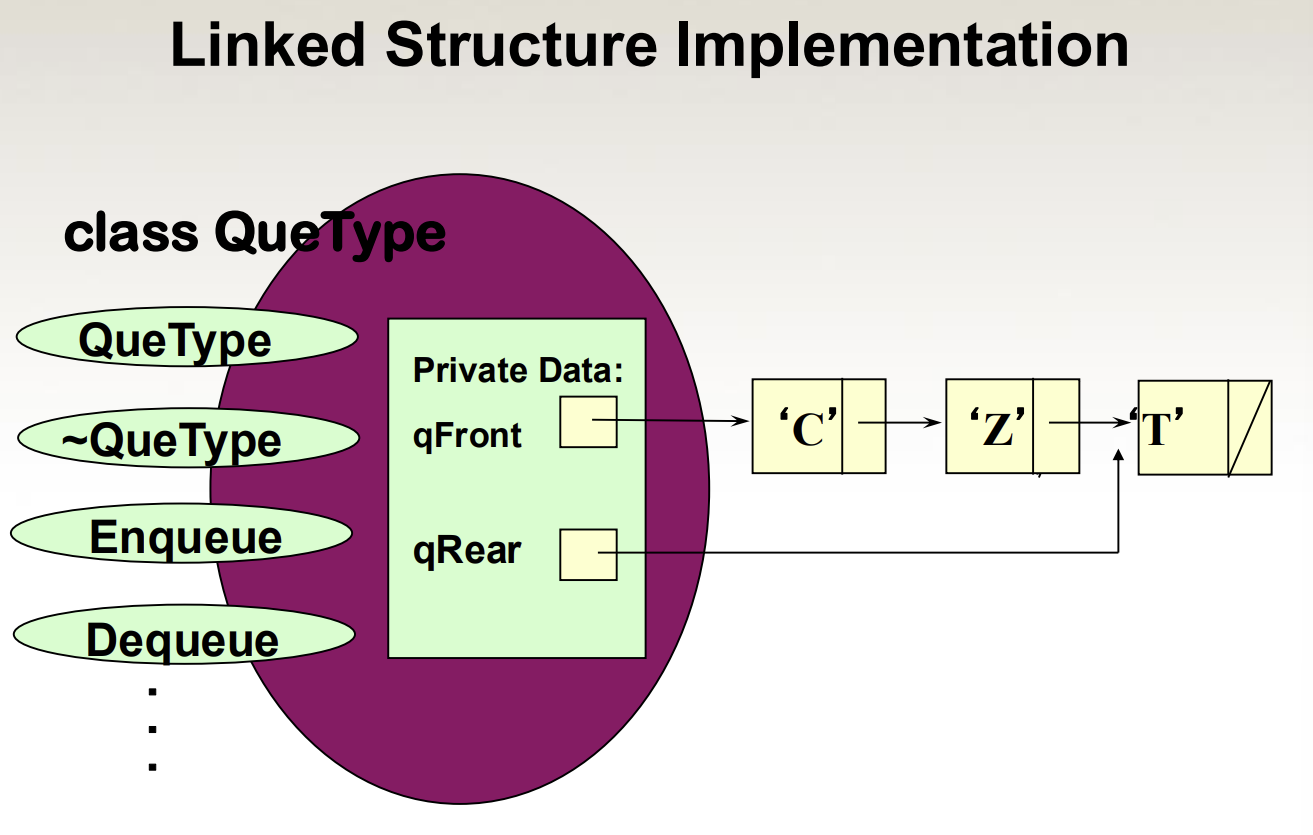 Linked Structure Implementation
class QueType
QueType
~QueType
Enqueue
Dequeue
.
.
.
Private Data:
qFront
qRear
‘C’
‘Z’
‘T’